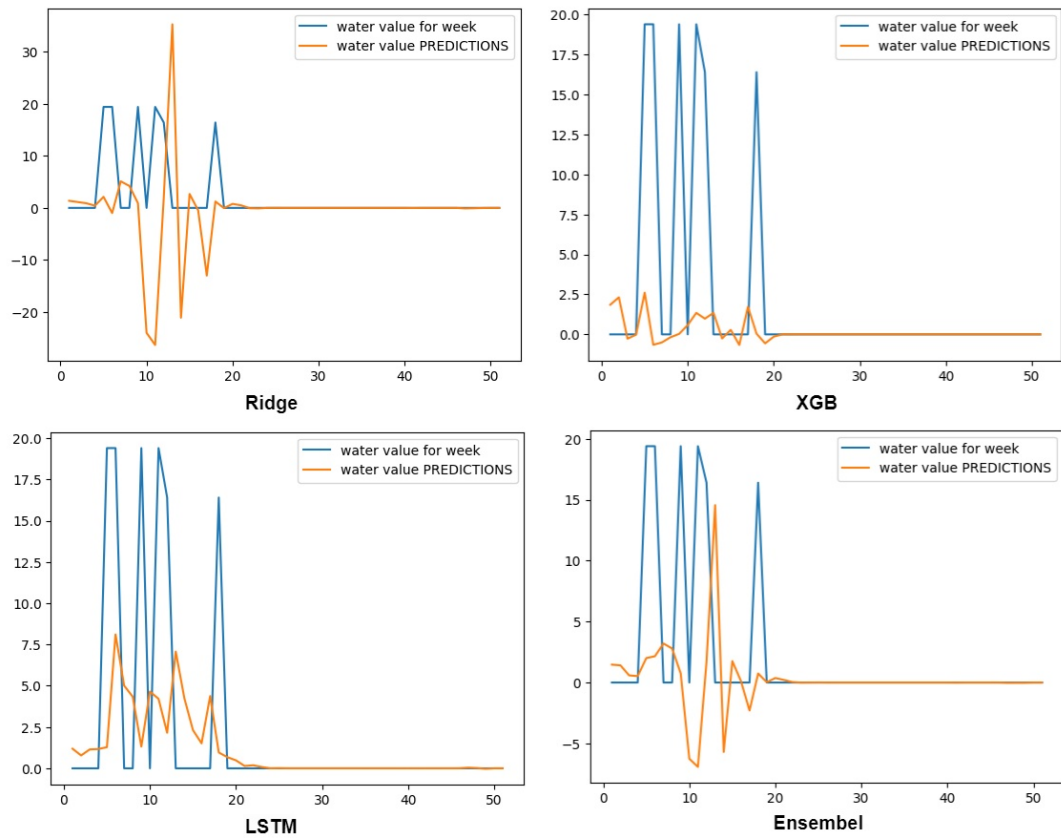 water value for week
water value PREDICTIONS
30
20
10
0
−10
−20
0 10 20 30 40 50
Ridge
water value for week
water value PREDICTIONS
20.0
17.5
15.0
12.5
10.0
7.5
5.0
2.5
0.0
0 10 20 30 40 50
XGB
water value for week
water value PREDICTIONS
20.0
17.5
15.0
12.5
10.0
7.5
5.0
2.5
0.0
0 10 20 30 40 50
LSTM
water value for week
water value PREDICTIONS
20
15
10
5
0
−5
0 10 20 30 40 50
Ensembel